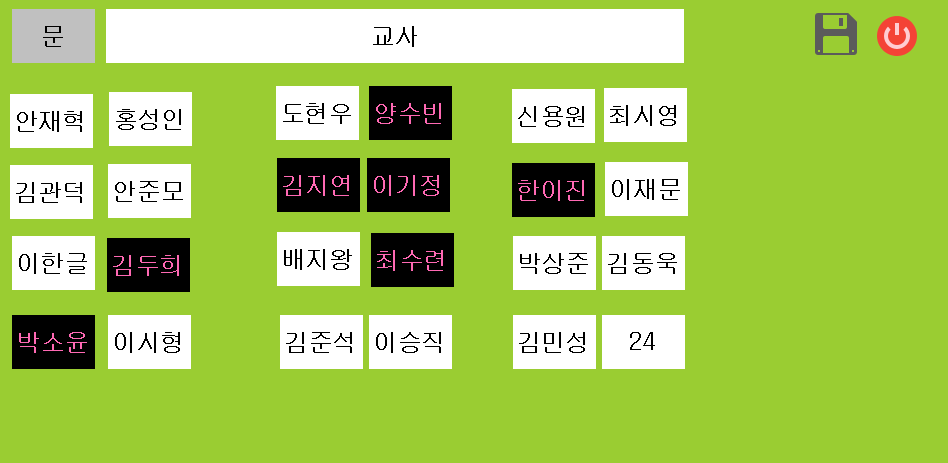 문 교사
안재혁 홍성인 도현우 양수빈 신용원 최시영
김관덕 안준모 김지연 이기정 한이진 이재문
이한글 김두희 배지왕 최수련 박상준 김동욱
박소윤 이시형 김준석 이승직 김민성 24